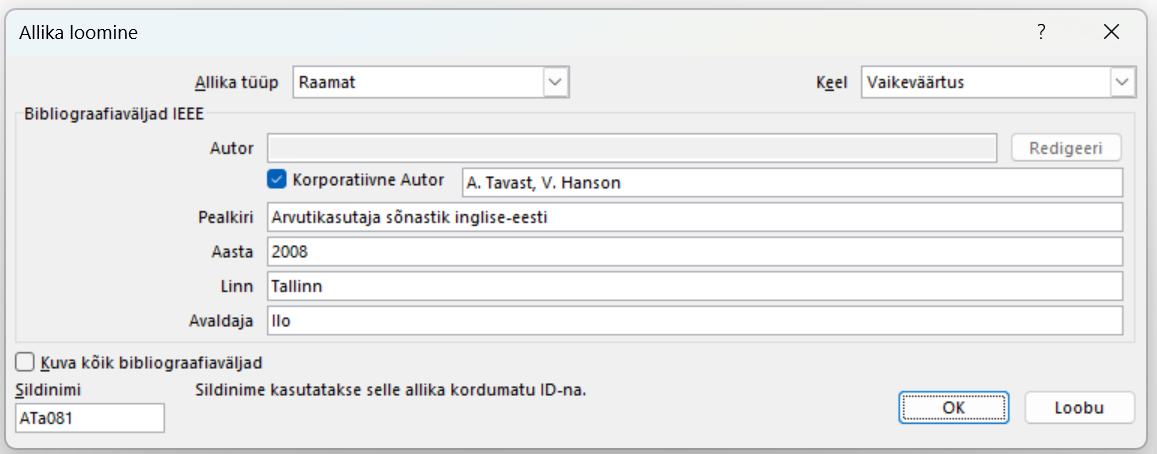 Allika loomine ?
Allika tüüp Raamat Keel Vaikeväärtus
Bibliograafiaväljad IEEE
Autor Redigeeri
Korporatiivne Autor A. Tavast, V. Hanson
Pealkiri Arvutikasutaja sõnastik inglise-eesti
Aasta 2008
Linn Tallinn
Avaldaja Ilo
Kuva kõik bibliograafiaväljad
Sildinimi Sildinime kasutatakse selle allika kordumatu ID-na.
ATa081 OK Loobu